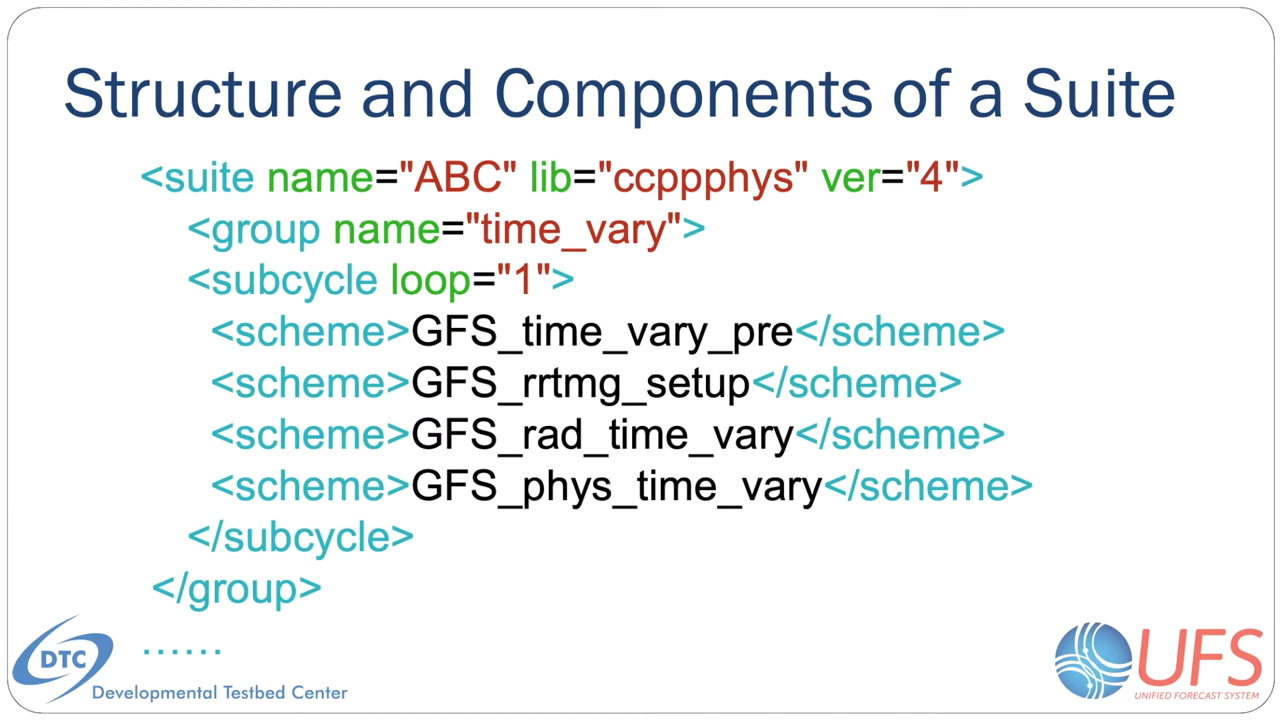 Structure and Components of a Suite
<suite name="ABC" lib="ccppphys" ver="4">
<group name="time_vary">
<subcycle loop="1">
<scheme>GFS_time_vary_pre</scheme>
<scheme>GFS_rrtmg_setup</scheme>
<scheme>GFS_rad_time_vary</scheme>
<scheme>GFS_phys_time_vary</scheme>
</subcycle>
</group>
......
DTC
Developmental Testbed Center
UFS
UNIFIED FORECAST SYSTEM